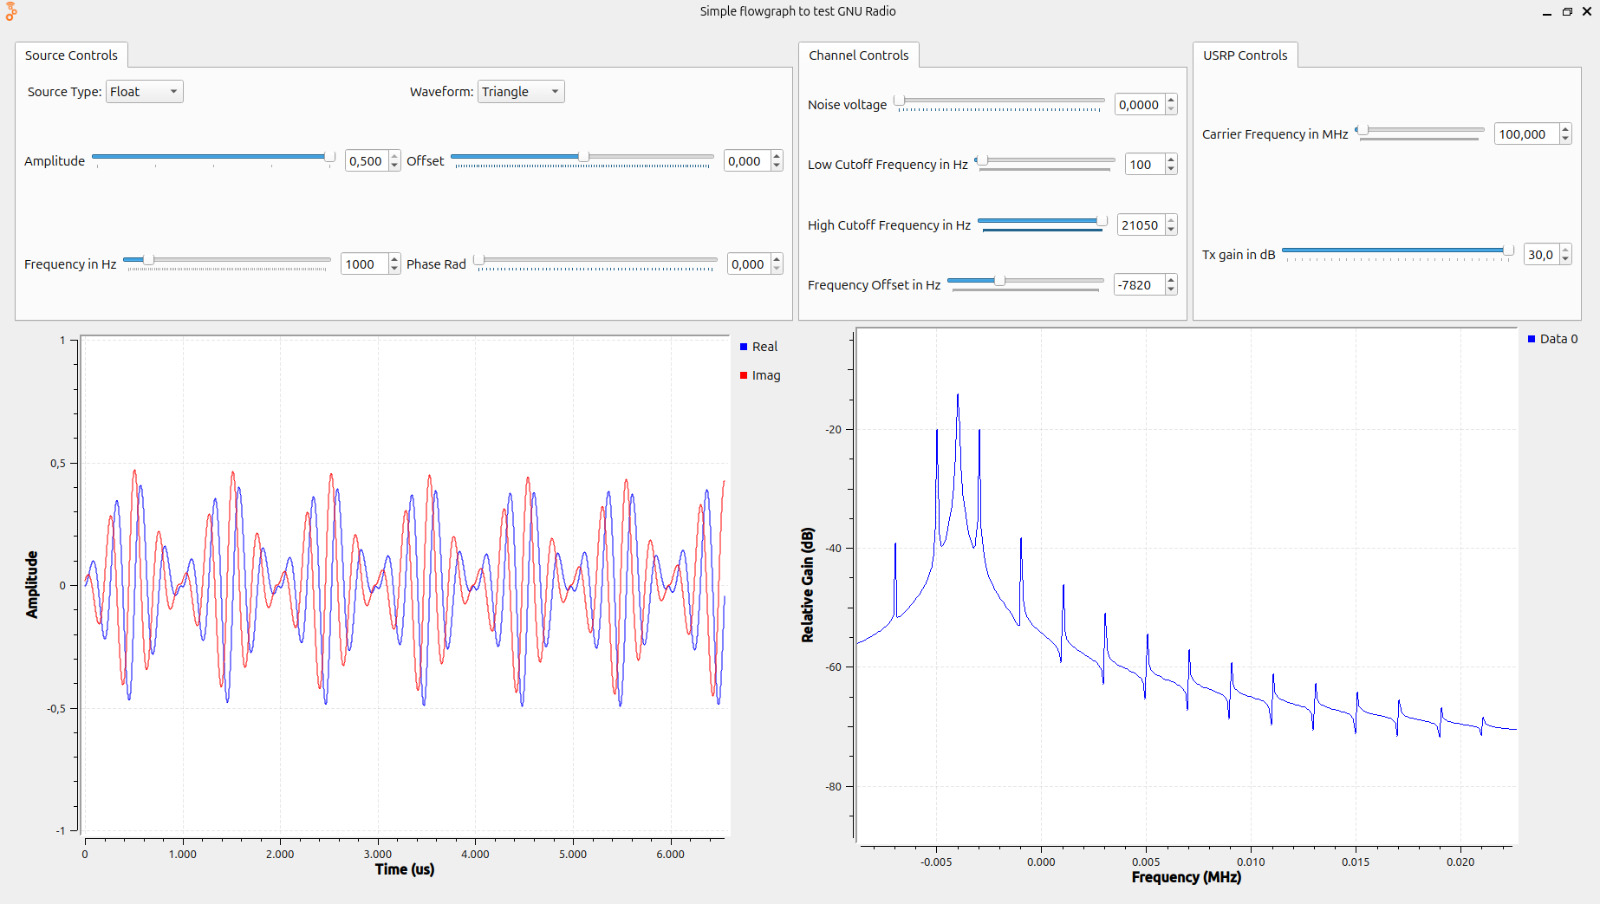 Simple flowgraph to test GNU Radio
Source Controls
Source Type: Float
Waveform: Triangle
Amplitude 0,500
Offset 0,000
Frequency in Hz 1000
Phase Rad 0,000
Channel Controls
Noise voltage 0,0000
Low Cutoff Frequency in Hz 100
High Cutoff Frequency in Hz 21050
Frequency Offset in Hz -7820
USRP Controls
Carrier Frequency in MHz 100,000
Tx gain in dB 30,0
1
0,5
0
-0,5
-1
Amplitude
0 1.000 2.000 3.000 4.000 5.000 6.000
Time (us)
Real
Imag
-20
-40
-60
-80
Relative Gain (dB)
-0.005 0.000 0.005 0.010 0.015 0.020
Frequency (MHz)
Data 0